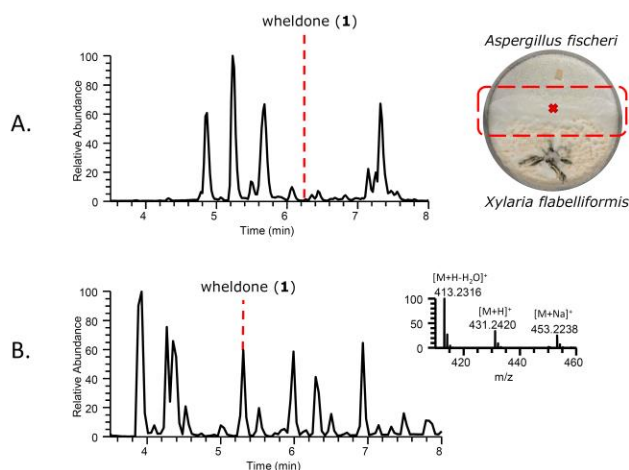 wheldone (1)
A.
Relative Abundance
100
80
60
40
20
0
4
5
6
7
8
Time (min)
Aspergillus fischeri
Xylaria flabelliformis
wheldone (1)
B.
Relative Abundance
100
80
60
40
20
0
4
5
6
7
8
Time (min)
[M+H-H₂O]⁺
413.2316
[M+H]⁺
431.2420
[M+Na]⁺
453.2238
100
50
0
420
440
460
m/z